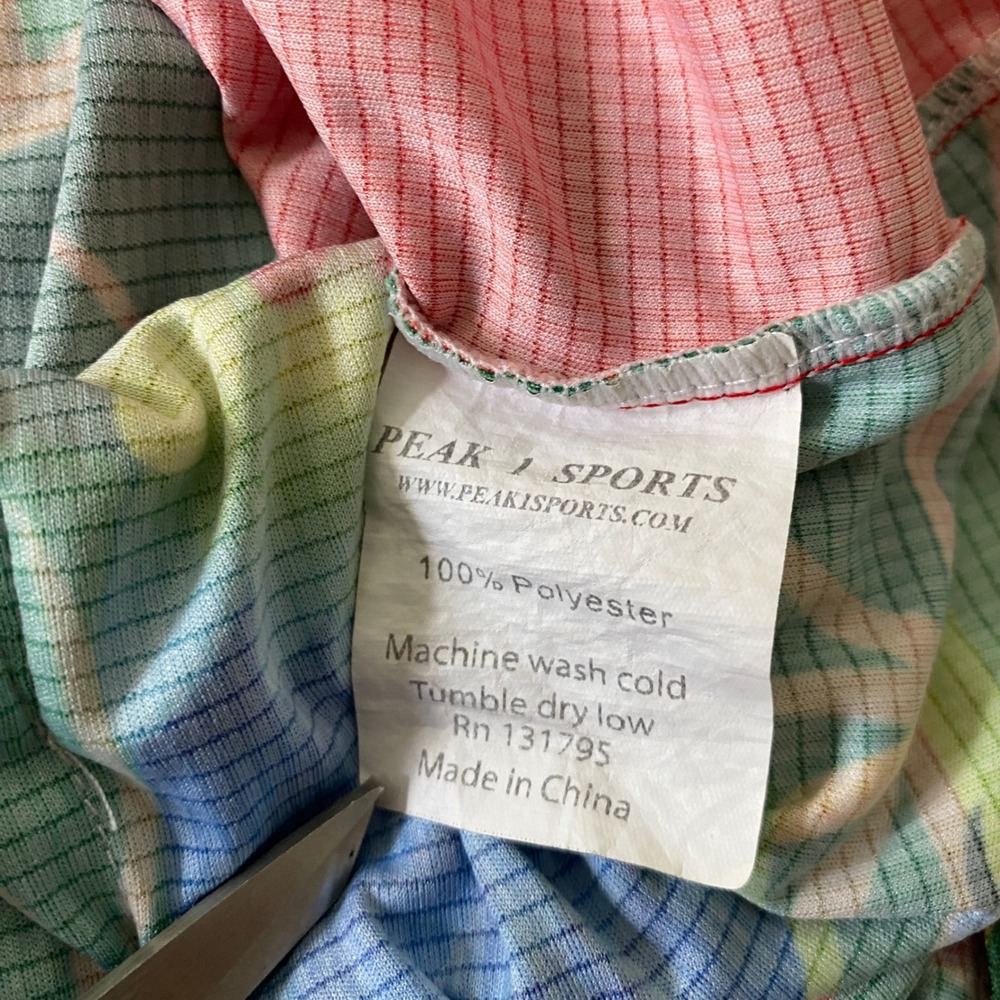 PEAK 1 SPORTS
WWW.PEAK1SPORTS.COM
100% Polyester
Machine wash cold
Tumble dry low
Rn 131795
Made in China